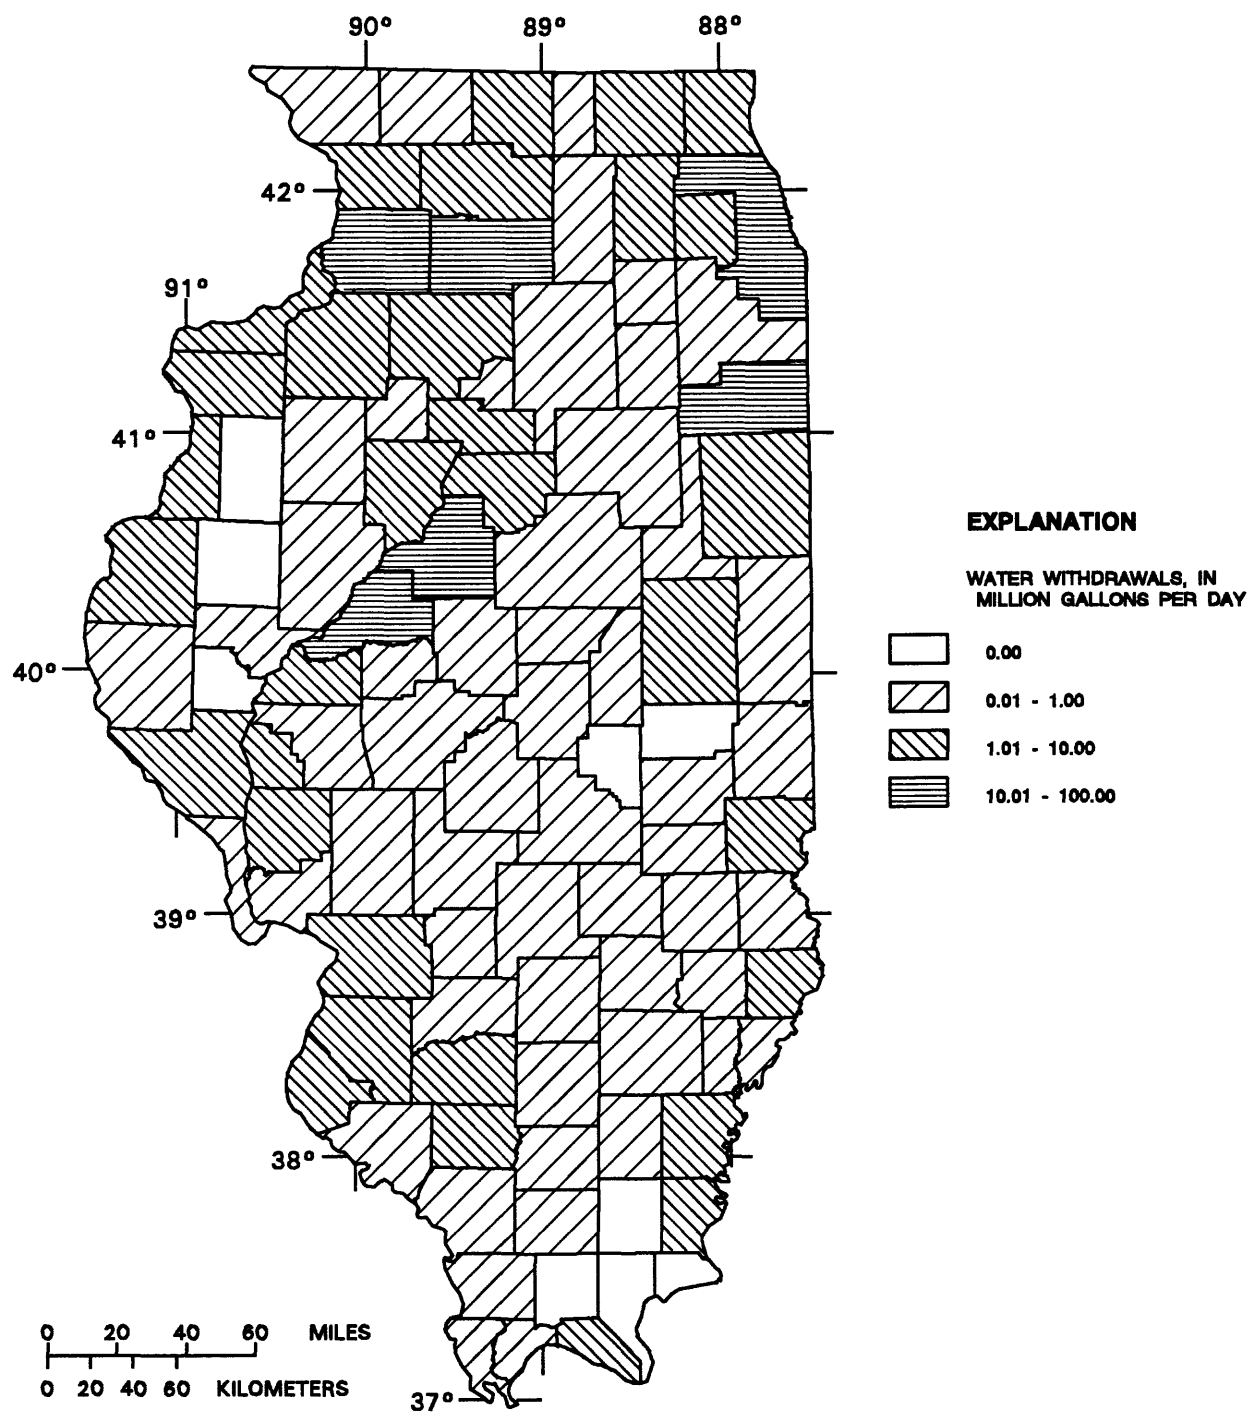 90° 89° 88°
42°
91°
41°
EXPLANATION
WATER WITHDRAWALS, IN
MILLION GALLONS PER DAY
0.00
40°
0.01 - 1.00
1.01 - 10.00
10.01 - 100.00
39°
38°
0 20 40 60 MILES
0 20 40 60 KILOMETERS
37°